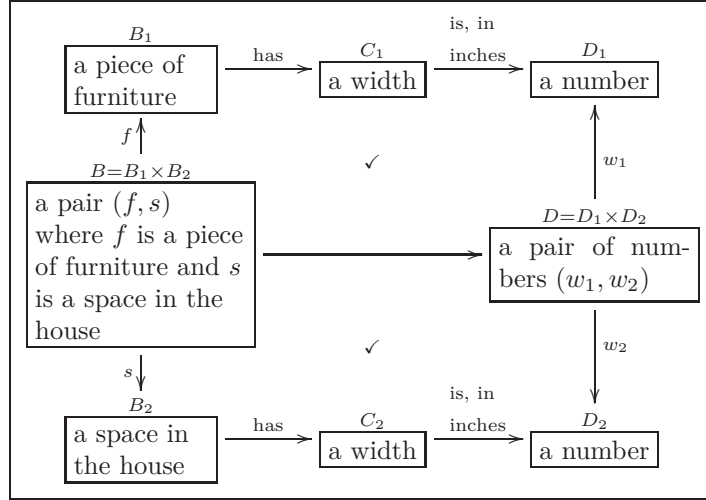 B₁
a piece of
furniture
has
C₁
a width
is, in
inches
D₁
a number
f
✓
w₁
B=B₁×B₂
a pair (f, s)
where f is a piece
of furniture and s
is a space in the
house
D=D₁×D₂
a pair of num-
bers (w₁, w₂)
s
✓
w₂
B₂
a space in
the house
has
C₂
a width
is, in
inches
D₂
a number